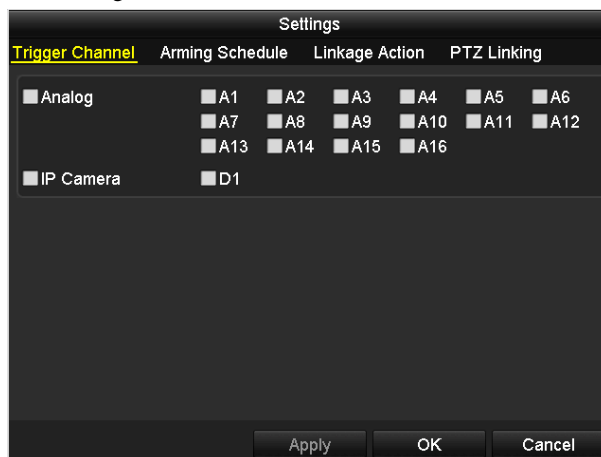 Settings
Trigger Channel Arming Schedule Linkage Action PTZ Linking
Analog A1 A2 A3 A4 A5 A6
A7 A8 A9 A10 A11 A12
A13 A14 A15 A16
IP Camera D1
Apply OK Cancel